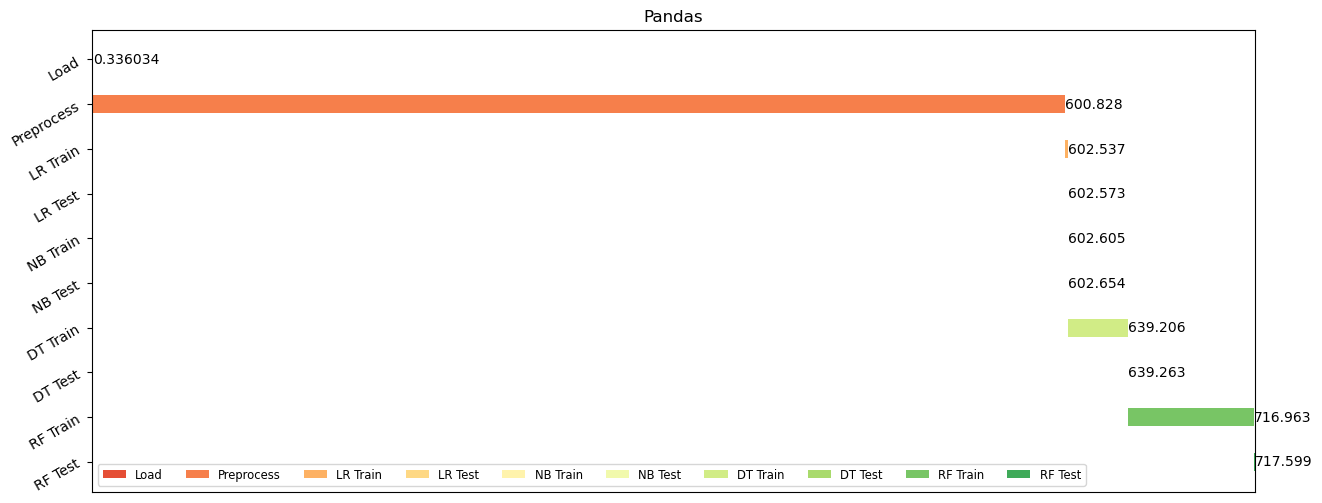 Pandas
Load 0.336034
Preprocess 600.828
LR Train 602.537
LR Test 602.573
NB Train 602.605
NB Test 602.654
DT Train 639.206
DT Test 639.263
RF Train 716.963
RF Test 717.599
Load Preprocess LR Train LR Test NB Train NB Test DT Train DT Test RF Train RF Test